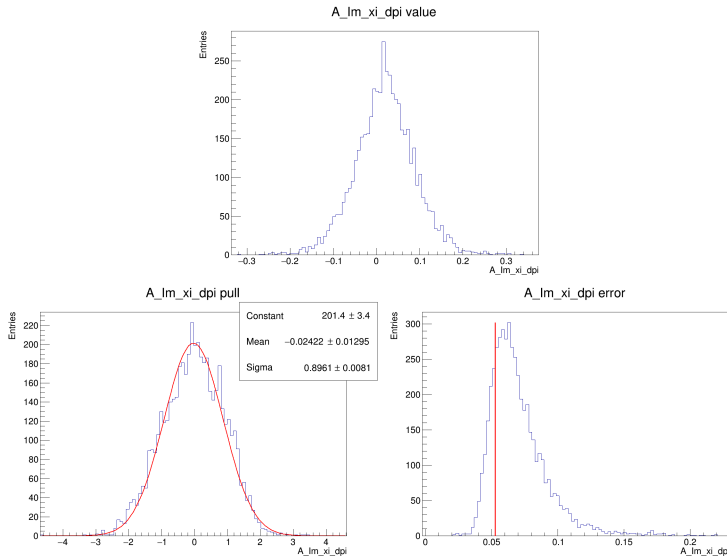 A_Im_xi_dpi value
Entries
250
200
150
100
50
0
−0.3 −0.2 −0.1 0 0.1 0.2 0.3
A_Im_xi_dpi
A_Im_xi_dpi pull
Entries
220
200
180
160
140
120
100
80
60
40
20
0
−4 −3 −2 −1 0 1 2 3 4
A_Im_xi_dpi
Constant 201.4 ± 3.4
Mean −0.02422 ± 0.01295
Sigma 0.8961 ± 0.0081
A_Im_xi_dpi error
Entries
300
250
200
150
100
50
0
0 0.05 0.1 0.15 0.2
A_Im_xi_dpi